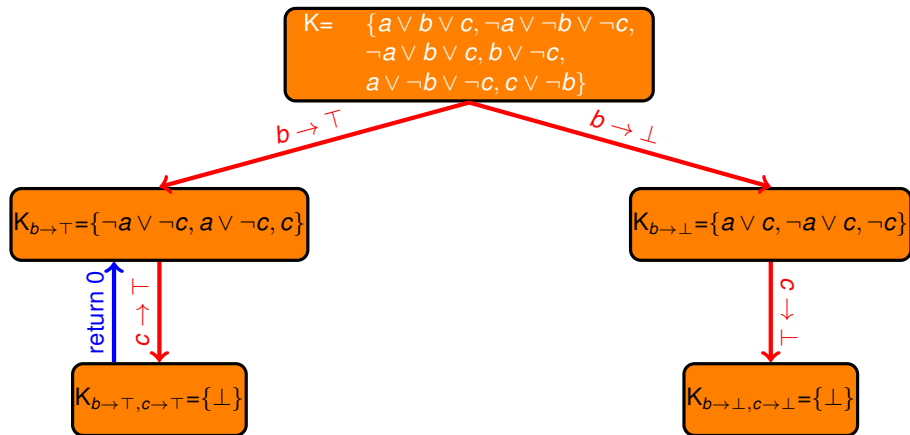 K= {a ∨ b ∨ c, ¬a ∨ ¬b ∨ ¬c,
¬a ∨ b ∨ c, b ∨ ¬c,
a ∨ ¬b ∨ ¬c, c ∨ ¬b}
b → ⊤
b → ⊥
K_{b→⊤}={¬a ∨ ¬c, a ∨ ¬c, c}
K_{b→⊥}={a ∨ c, ¬a ∨ c, ¬c}
return 0
c → ⊤
c → ⊥
K_{b→⊤,c→⊤}={⊥}
K_{b→⊥,c→⊥}={⊥}